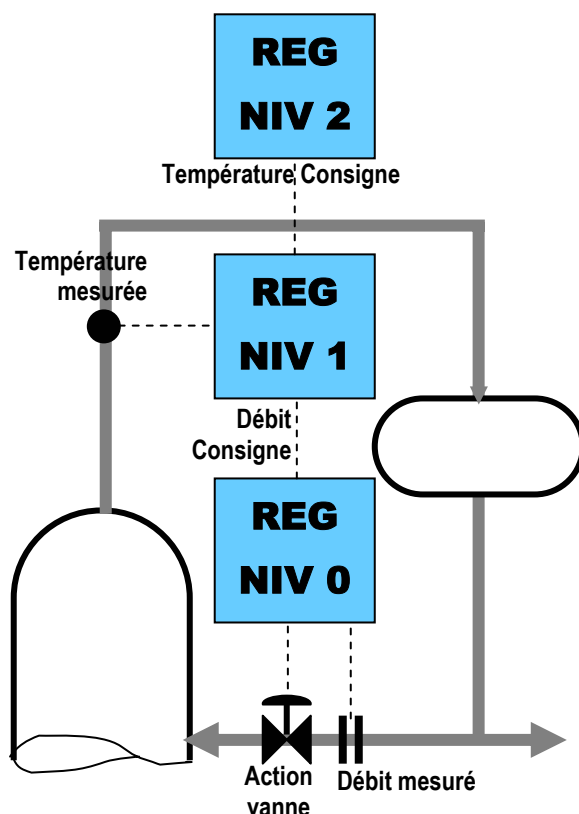 REG
NIV 2
Température Consigne
Température
mesurée
REG
NIV 1
Débit
Consigne
REG
NIV 0
Action
vanne
Débit mesuré